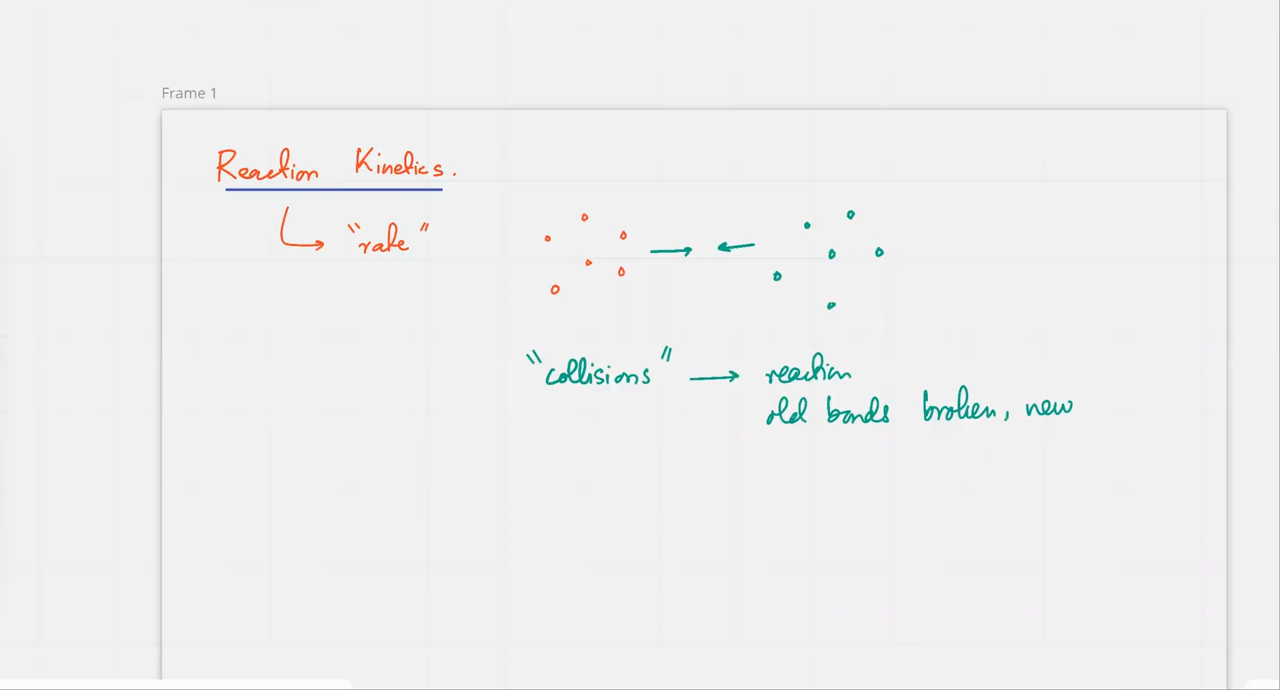 Frame 1
Reaction Kinetics.
"rate"
"collisions" → reaction
old bonds broken, new